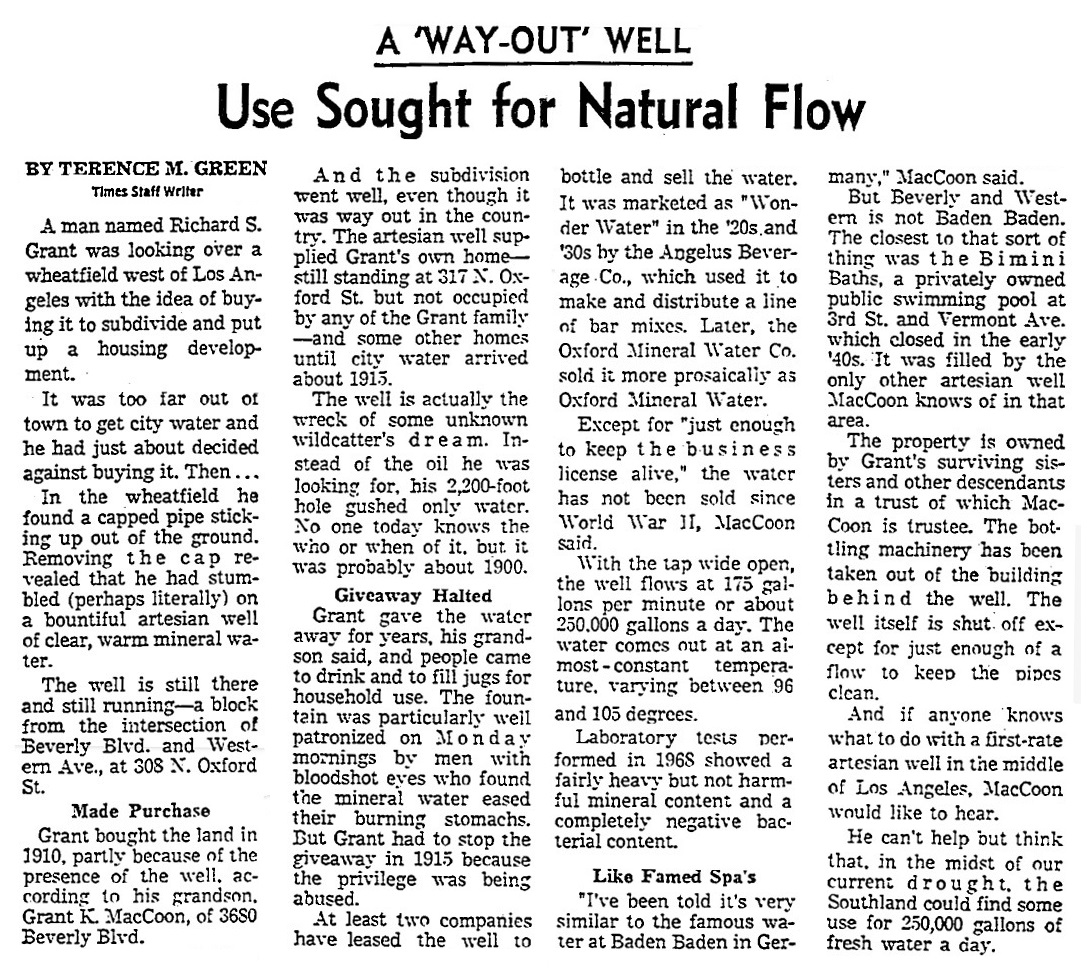 A 'WAY-OUT' WELL
Use Sought for Natural Flow
BY TERENCE M. GREEN
Times Staff Writer
A man named Richard S.
Grant was looking over a
wheatfield west of Los An-
geles with the idea of buy-
ing it to subdivide and put
up a housing develop-
ment.
It was too far out of
town to get city water and
he had just about decided
against buying it. Then...
In the wheatfield he
found a capped pipe stick-
ing up out of the ground.
Removing the cap re-
vealed that he had stum-
bled (perhaps literally) on
a bountiful artesian well
of clear, warm mineral wa-
ter.
The well is still there
and still running—a block
from the intersection of
Beverly Blvd. and West-
ern Ave., at 308 N. Oxford
St.
Made Purchase
Grant bought the land in
1910, partly because of the
presence of the well, ac-
cording to his grandson,
Grant K. MacCoon, of 3680
Beverly Blvd.
And the subdivision
went well, even though it
was way out in the coun-
try. The artesian well sup-
plied Grant's own home—
still standing at 317 N. Ox-
ford St. but not occupied
by any of the Grant family
—and some other homes
until city water arrived
about 1915.
The well is actually the
wreck of some unknown
wildcatter's dream. In-
stead of the oil he was
looking for, his 2,200-foot
hole gushed only water.
No one today knows the
who or when of it, but it
was probably about 1900.
Giveaway Halted
Grant gave the water
away for years, his grand-
son said, and people came
to drink and to fill jugs for
household use. The foun-
tain was particularly well
patronized on Monday
mornings by men with
bloodshot eyes who found
the mineral water eased
their burning stomachs.
But Grant had to stop the
giveaway in 1915 because
the privilege was being
abused.
At least two companies
have leased the well to
bottle and sell the water.
It was marketed as "Won-
der Water" in the '20s and
'30s by the Angelus Bever-
age Co., which used it to
make and distribute a line
of bar mixes. Later, the
Oxford Mineral Water Co.
sold it more prosaically as
Oxford Mineral Water.
Except for "just enough
to keep the business
license alive," the water
has not been sold since
World War II, MacCoon
said.
With the tap wide open,
the well flows at 175 gal-
lons per minute or about
250,000 gallons a day. The
water comes out at an al-
most-constant tempera-
ture, varying between 96
and 105 degrees.
Laboratory tests per-
formed in 1968 showed a
fairly heavy but not harm-
ful mineral content and a
completely negative bac-
terial content.
Like Famed Spa's
"I've been told it's very
similar to the famous wa-
ter at Baden Baden in Ger-
many," MacCoon said.
But Beverly and West-
ern is not Baden Baden.
The closest to that sort of
thing was the Bimini
Baths, a privately owned
public swimming pool at
3rd St. and Vermont Ave.
which closed in the early
'40s. It was filled by the
only other artesian well
MacCoon knows of in that
area.
The property is owned
by Grant's surviving sis-
ters and other descendants
in a trust of which Mac-
Coon is trustee. The bot-
tling machinery has been
taken out of the building
behind the well. The
well itself is shut off ex-
cept for just enough of a
flow to keep the pipes
clean.
And if anyone knows
what to do with a first-rate
artesian well in the middle
of Los Angeles, MacCoon
would like to hear.
He can't help but think
that, in the midst of our
current drought, the
Southland could find some
use for 250,000 gallons of
fresh water a day.